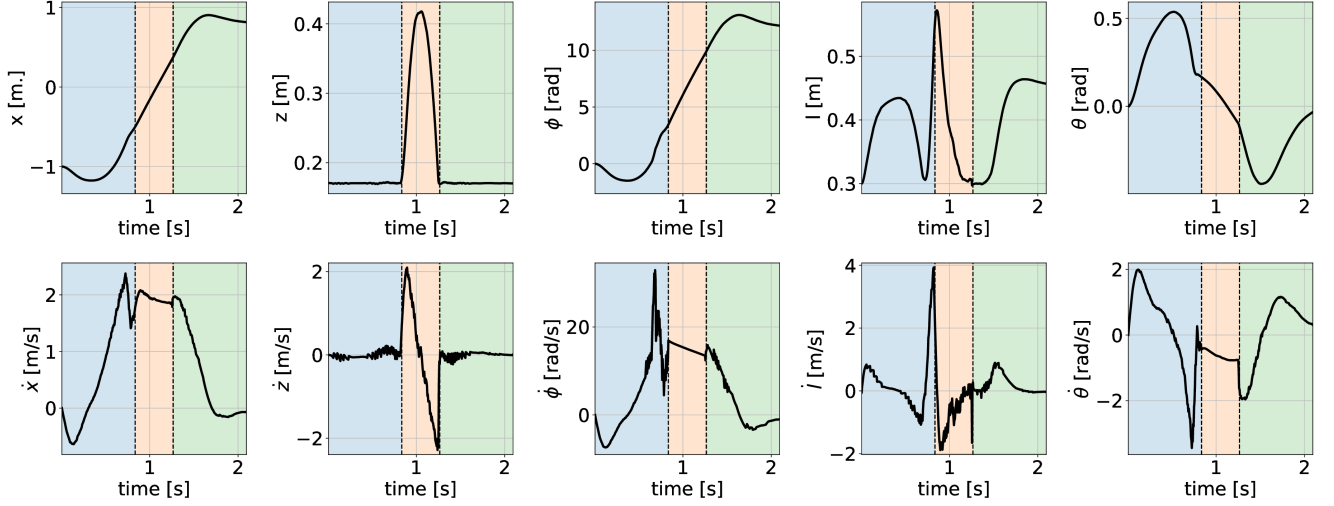 x [m.]
1
0
−1
1
2
time [s]
z [m]
0.4
0.3
0.2
1
2
time [s]
ϕ [rad]
10
5
0
1
2
time [s]
l [m]
0.5
0.4
0.3
1
2
time [s]
θ [rad]
0.5
0.0
1
2
time [s]
ẋ [m/s]
2
1
0
1
2
time [s]
ż [m/s]
2
0
−2
1
2
time [s]
ϕ̇ [rad/s]
20
0
1
2
time [s]
l̇ [m/s]
4
2
0
−2
1
2
time [s]
θ̇ [rad/s]
2
0
−2
1
2
time [s]